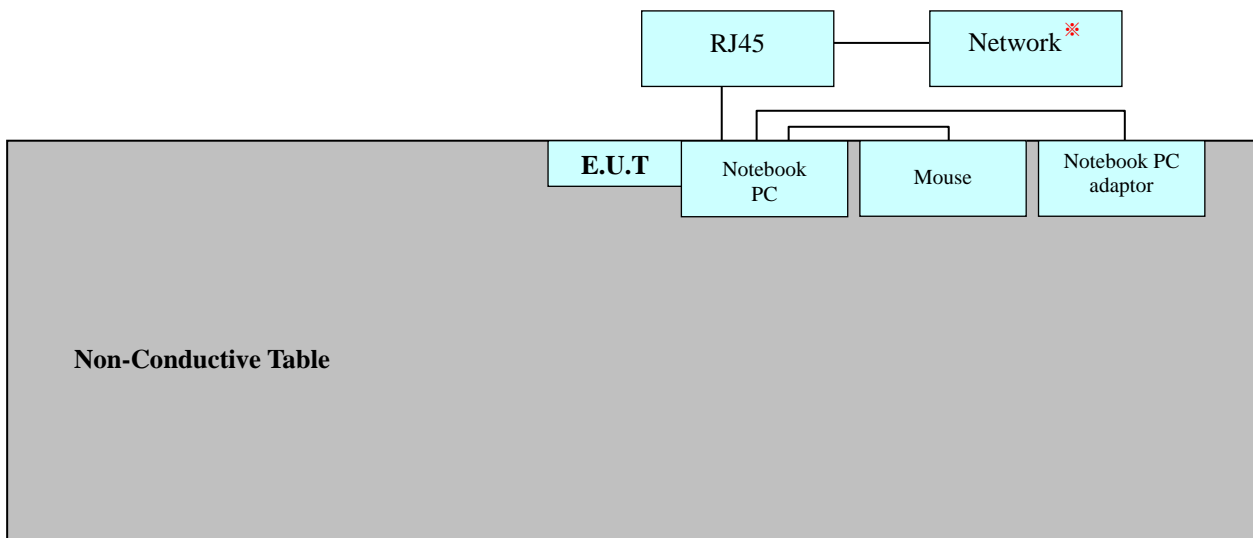 RJ45
Network※
E.U.T
Notebook
PC
Mouse
Notebook PC
adaptor
Non-Conductive Table